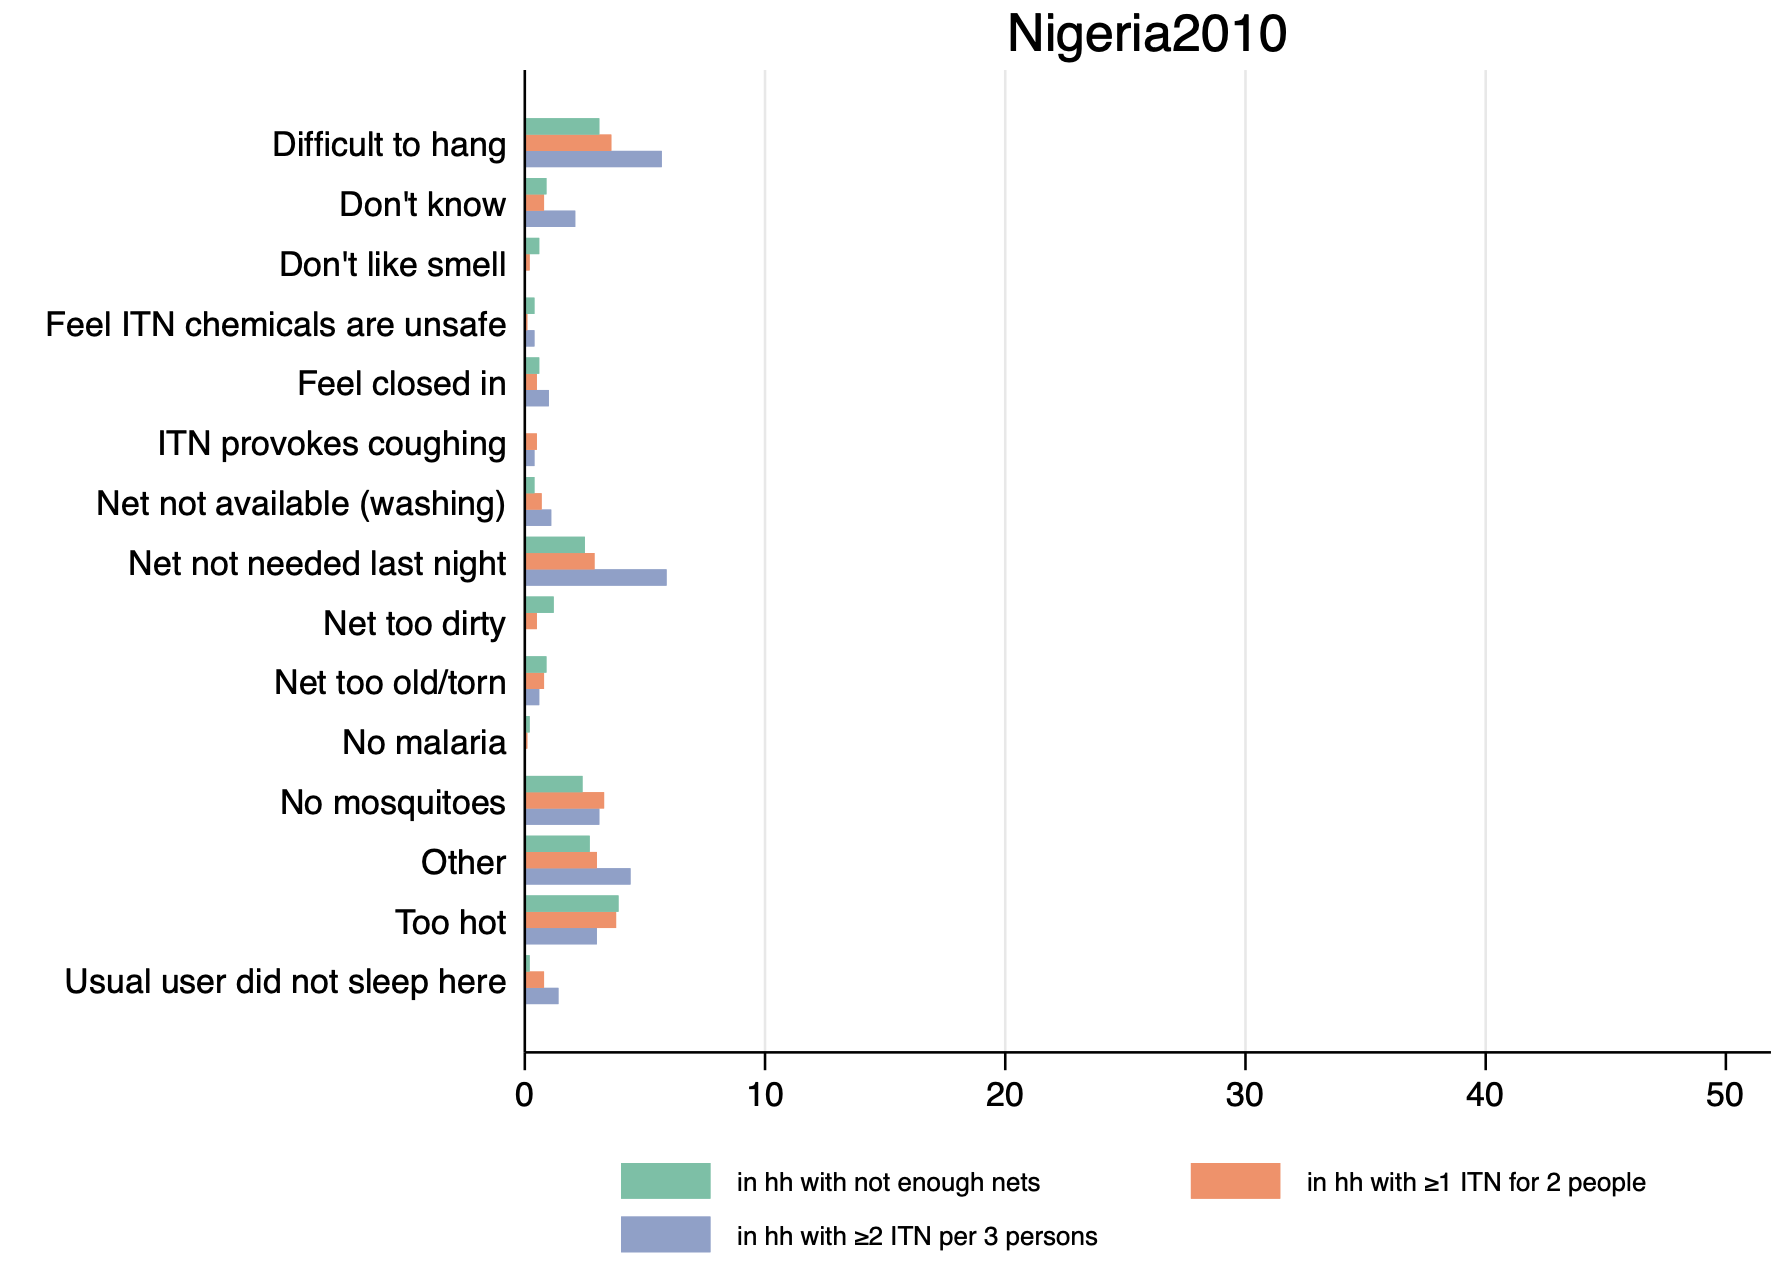 Nigeria2010
Difficult to hang
Don't know
Don't like smell
Feel ITN chemicals are unsafe
Feel closed in
ITN provokes coughing
Net not available (washing)
Net not needed last night
Net too dirty
Net too old/torn
No malaria
No mosquitoes
Other
Too hot
Usual user did not sleep here
0 10 20 30 40 50
in hh with not enough nets
in hh with ≥1 ITN for 2 people
in hh with ≥2 ITN per 3 persons